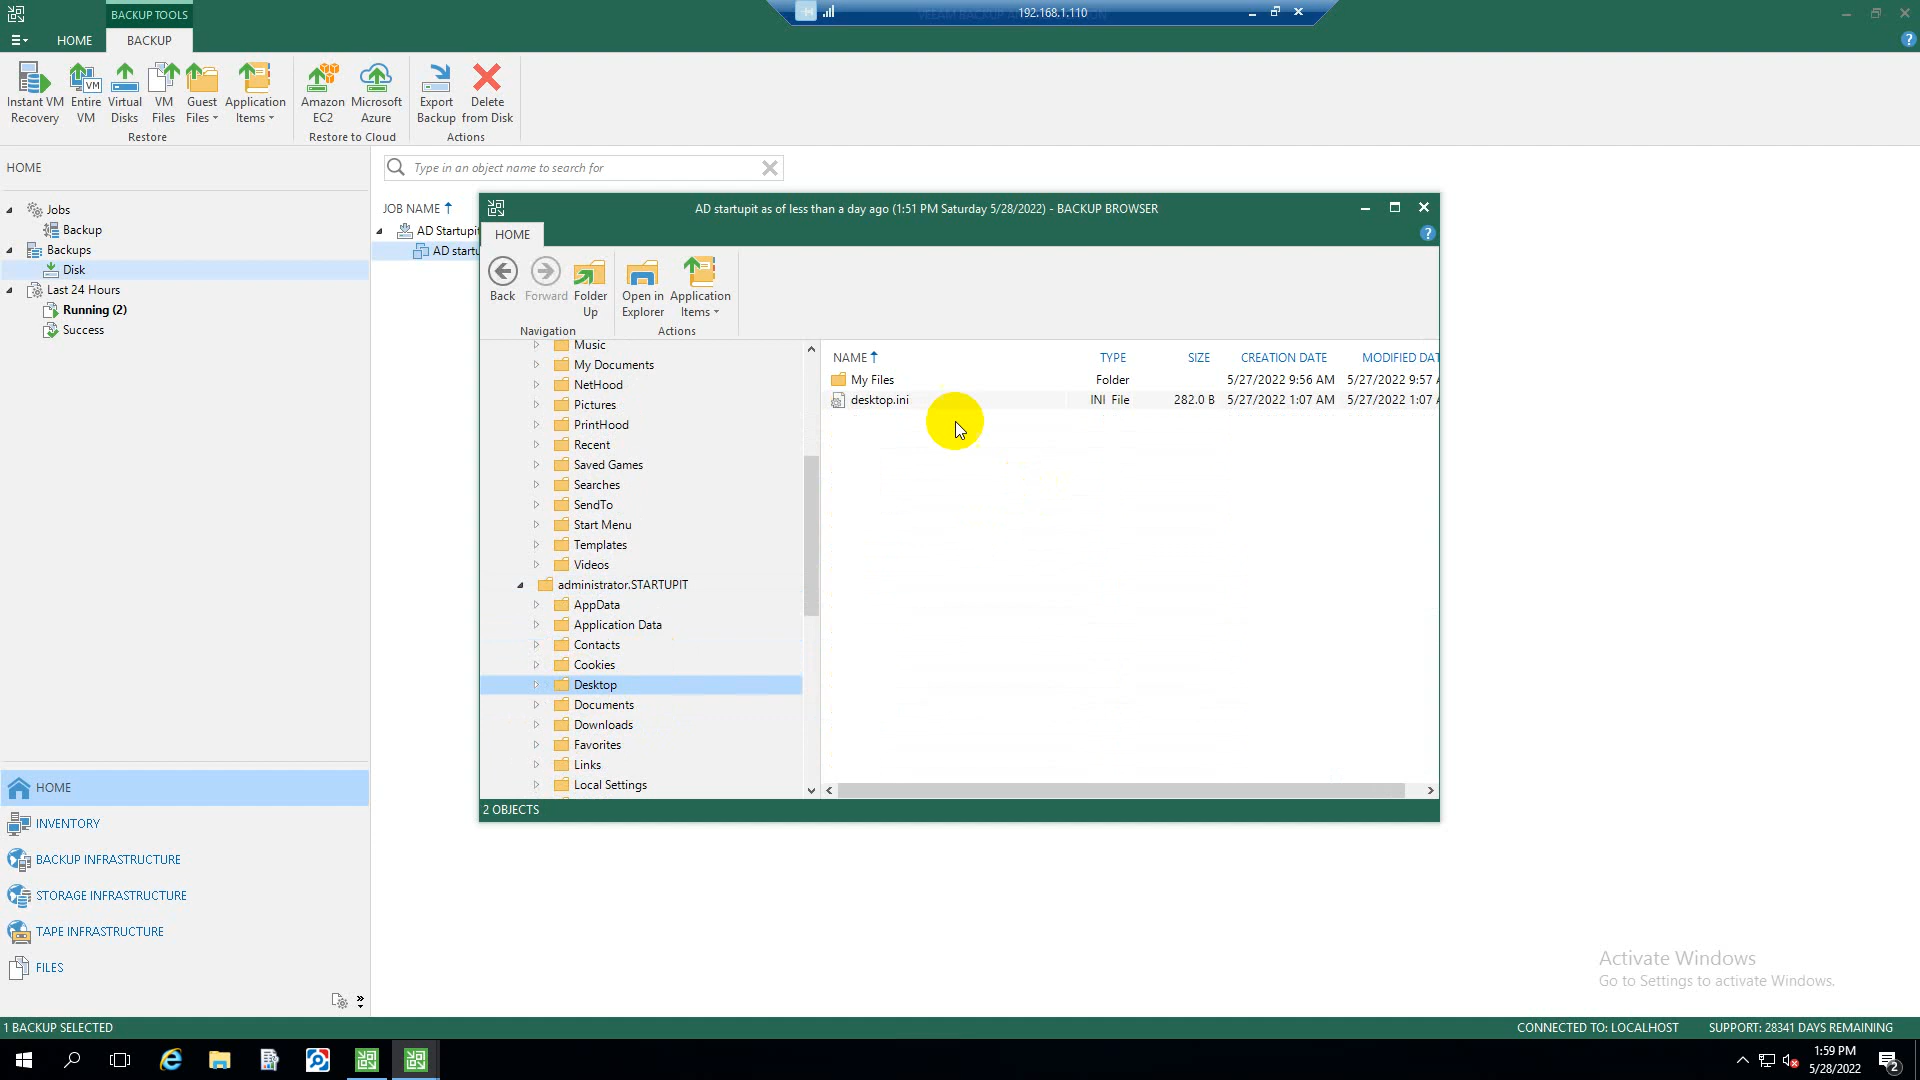 BACKUP TOOLS
192.168.1.110
HOME
BACKUP
Instant VM Recovery
Entire VM
Virtual Disks
VM Files
Guest Files
Application Items
Restore
Amazon EC2
Microsoft Azure
Restore to Cloud
Export Backup
Delete from Disk
Actions
HOME
Jobs
Backup
Backups
Disk
Last 24 Hours
Running (2)
Success
Type in an object name to search for
JOB NAME
AD Startupit
AD startu
AD startupit as of less than a day ago (1:51 PM Saturday 5/28/2022) - BACKUP BROWSER
HOME
Back
Forward
Folder Up
Navigation
Open in Explorer
Application Items
Actions
Music
My Documents
NetHood
Pictures
PrintHood
Recent
Saved Games
Searches
SendTo
Start Menu
Templates
Videos
administrator.STARTUPIT
AppData
Application Data
Contacts
Cookies
Desktop
Documents
Downloads
Favorites
Links
Local Settings
NAME TYPE SIZE CREATION DATE MODIFIED DAT
My Files Folder 5/27/2022 9:56 AM 5/27/2022 9:57 A
desktop.ini INI File 282.0 B 5/27/2022 1:07 AM 5/27/2022 1:07 A
2 OBJECTS
HOME
INVENTORY
BACKUP INFRASTRUCTURE
STORAGE INFRASTRUCTURE
TAPE INFRASTRUCTURE
FILES
Activate Windows
Go to Settings to activate Windows.
1 BACKUP SELECTED
CONNECTED TO: LOCALHOST
SUPPORT: 28341 DAYS REMAINING
1:59 PM
5/28/2022
2